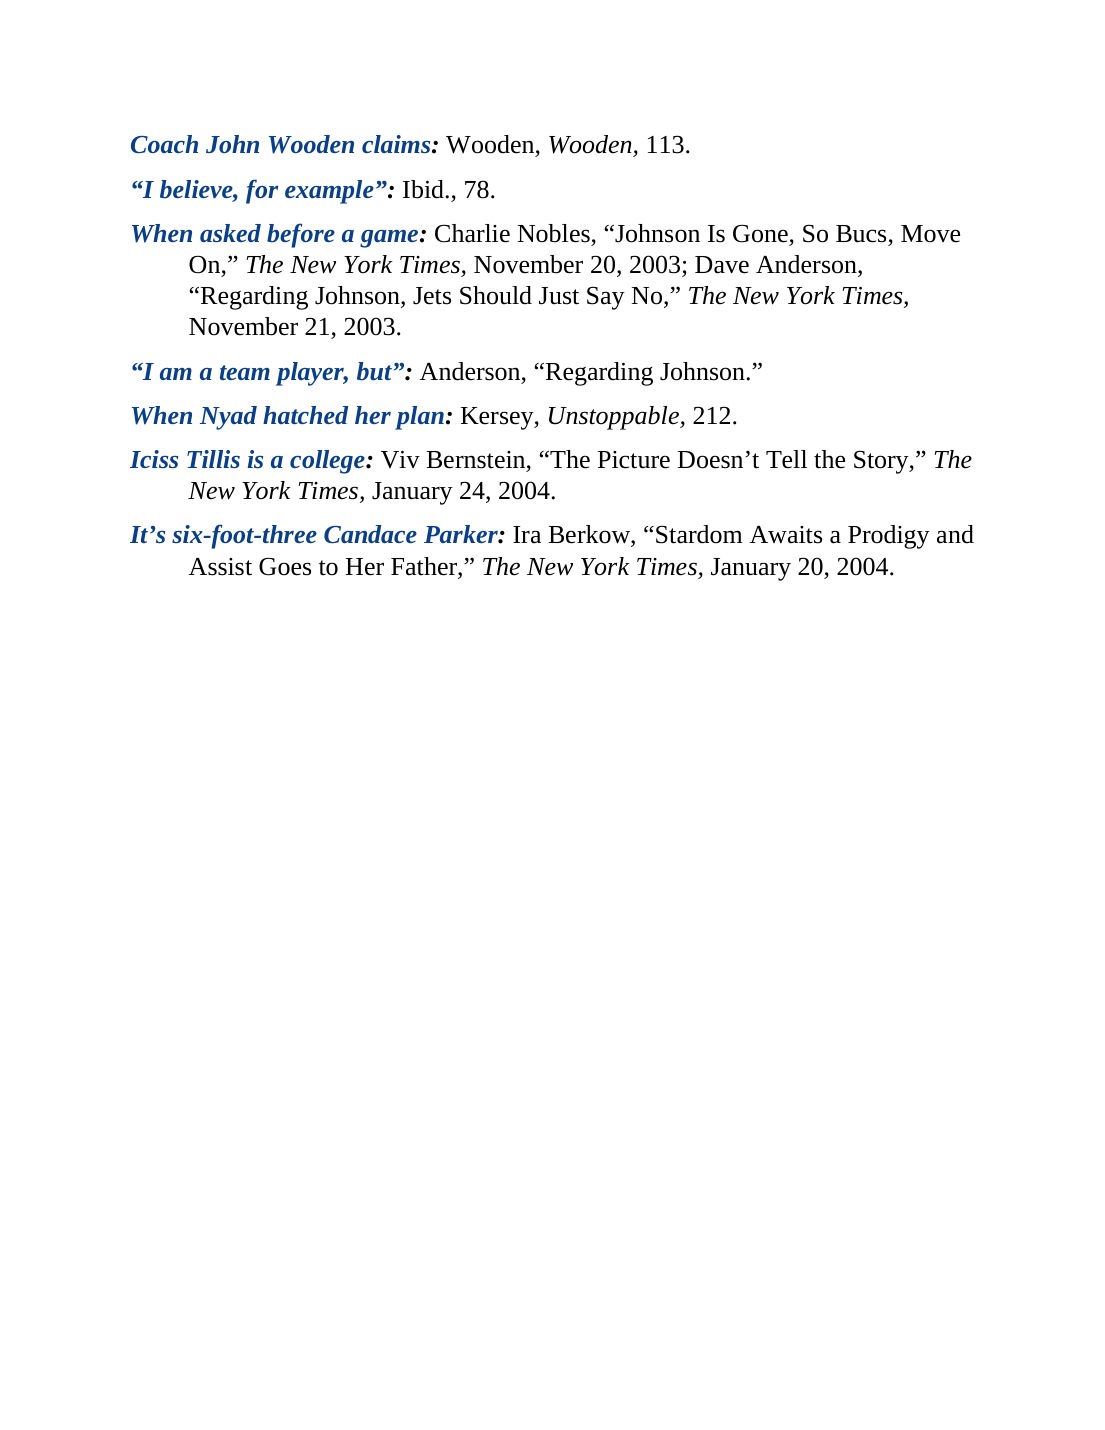 Coach John Wooden claims: Wooden, Wooden, 113.
“I believe, for example”: Ibid., 78.
When asked before a game: Charlie Nobles, “Johnson Is Gone, So Bucs, Move
On,” The New York Times, November 20, 2003; Dave Anderson,
“Regarding Johnson, Jets Should Just Say No,” The New York Times,
November 21, 2003.
“I am a team player, but”: Anderson, “Regarding Johnson.”
When Nyad hatched her plan: Kersey, Unstoppable, 212.
Iciss Tillis is a college: Viv Bernstein, “The Picture Doesn’t Tell the Story,” The
New York Times, January 24, 2004.
It’s six-foot-three Candace Parker: Ira Berkow, “Stardom Awaits a Prodigy and
Assist Goes to Her Father,” The New York Times, January 20, 2004.